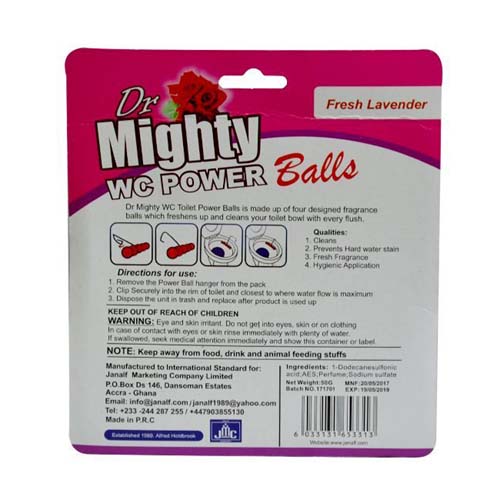 Dr
Mighty
WC POWER Balls
Fresh Lavender
Dr Mighty WC Toilet Power Balls is made up of four designed fragrance
balls which freshens up and cleans your toilet bowl with every flush.
Qualities:
1. Cleans
2. Prevents Hard water stain
3. Fresh Fragrance
4. Hygienic Application
Directions for use:
1. Remove the Power Ball hanger from the pack
2. Clip Securely into the rim of toilet and closest to where water flow is maximum
3. Dispose the unit in trash and replace after product is used up
KEEP OUT OF REACH OF CHILDREN
WARNING: Eye and skin irritant. Do not get into eyes, skin or on clothing
In case of contact with eyes or skin rinse immediately with plenty of water.
If swallowed, seek medical attention immediately and show this container or label.
NOTE: Keep away from food, drink and animal feeding stuffs
Manufactured to International Standard for:
Janalf Marketing Company Limited
P.O.Box Ds 146, Dansoman Estates
Accra - Ghana
Email: info@janalf.com / janalf1989@yahoo.com
Tel: +233 -244 287 255 / +447903855130
Made in P.R.C
Established 1989. Alfred Holdbrook
JMC
Ingredients: 1-Dodecanesulfonic
acid;AES;Perfume;Sodium sulfate
Net Weight:50G MNF:20/05/2017
BATCH NO.171701 EXP:19/05/2019
6 033131 653313
Website:www.janalf.com